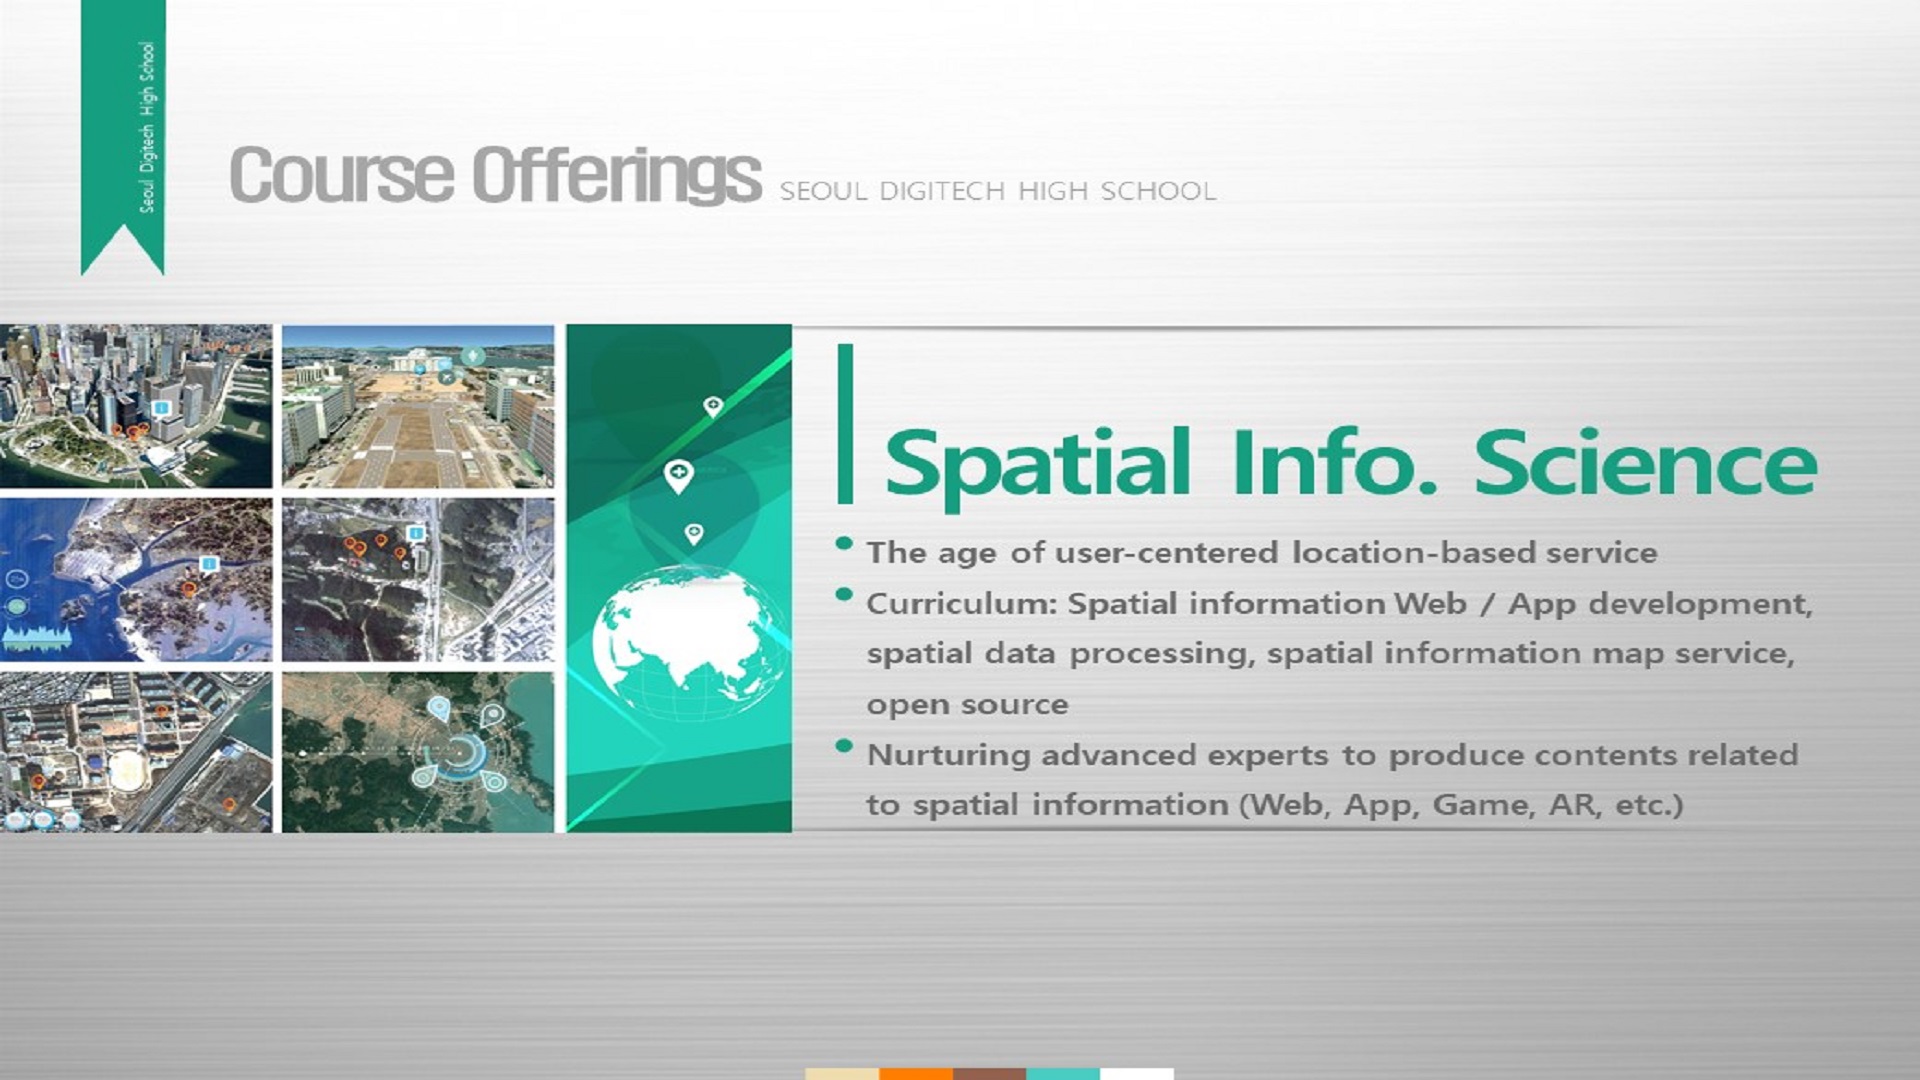 Seoul Digitech High School
Course Offerings SEOUL DIGITECH HIGH SCHOOL
Spatial Info. Science
The age of user-centered location-based service
Curriculum: Spatial information Web / App development,
spatial data processing, spatial information map service,
open source
Nurturing advanced experts to produce contents related
to spatial information (Web, App, Game, AR, etc.)